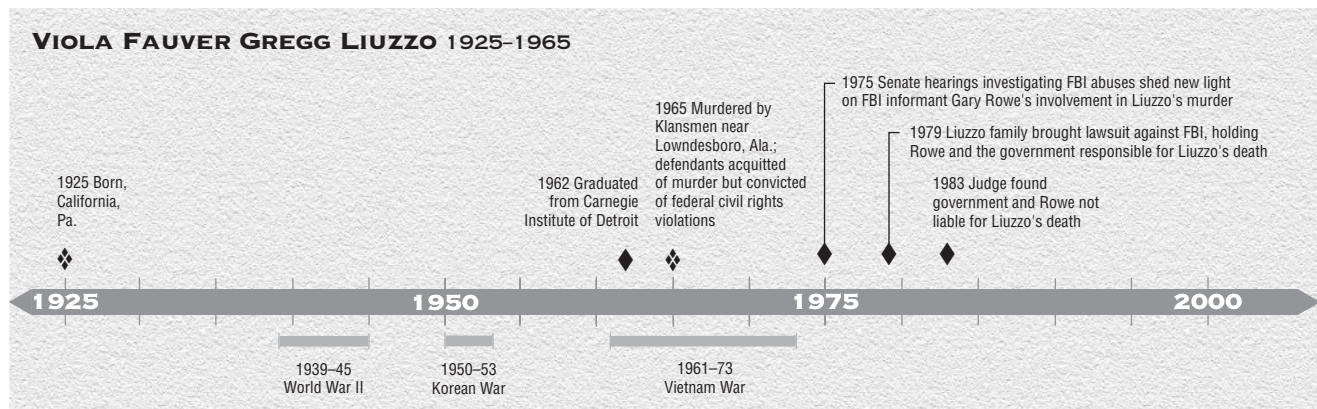 VIOLA FAUVER GREGG LIUZZO 1925–1965
1925 Born,
California,
Pa.
1962 Graduated
from Carnegie
Institute of Detroit
1965 Murdered by
Klansmen near
Lowndesboro, Ala.;
defendants acquitted
of murder but convicted
of federal civil rights
violations
1975 Senate hearings investigating FBI abuses shed new light
on FBI informant Gary Rowe's involvement in Liuzzo's murder
1979 Liuzzo family brought lawsuit against FBI, holding
Rowe and the government responsible for Liuzzo's death
1983 Judge found
government and Rowe not
liable for Liuzzo's death
1925
1950
1975
2000
1939–45
World War II
1950–53
Korean War
1961–73
Vietnam War